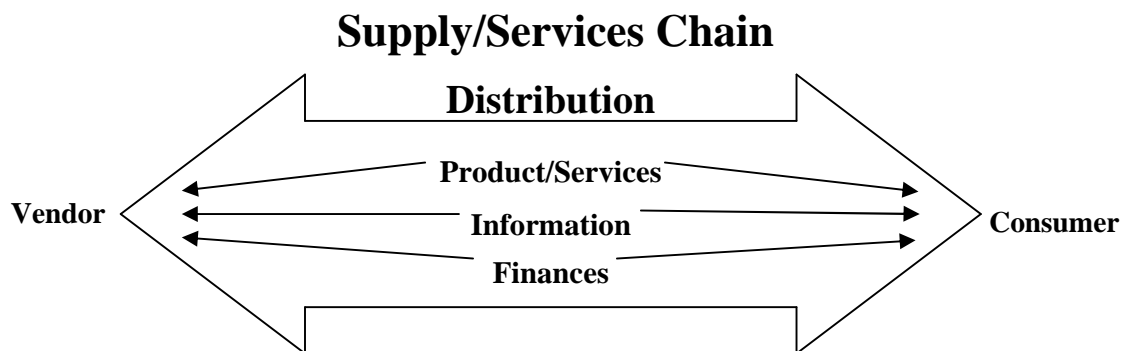 Supply/Services Chain
Distribution
Product/Services
Vendor
Information
Consumer
Finances